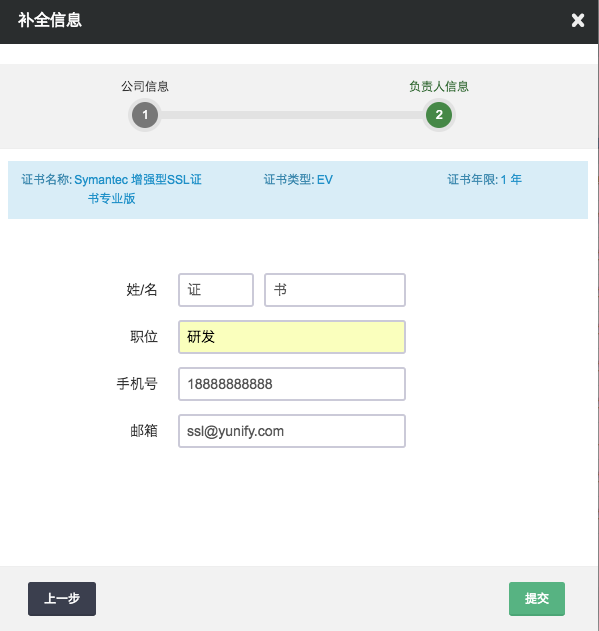 补全信息
公司信息 负责人信息
1 2
证书名称: Symantec 增强型SSL证 证书类型: EV 证书年限: 1 年
书专业版
姓/名 证 书
职位 研发
手机号 18888888888
邮箱 ssl@yunify.com
上一步 提交